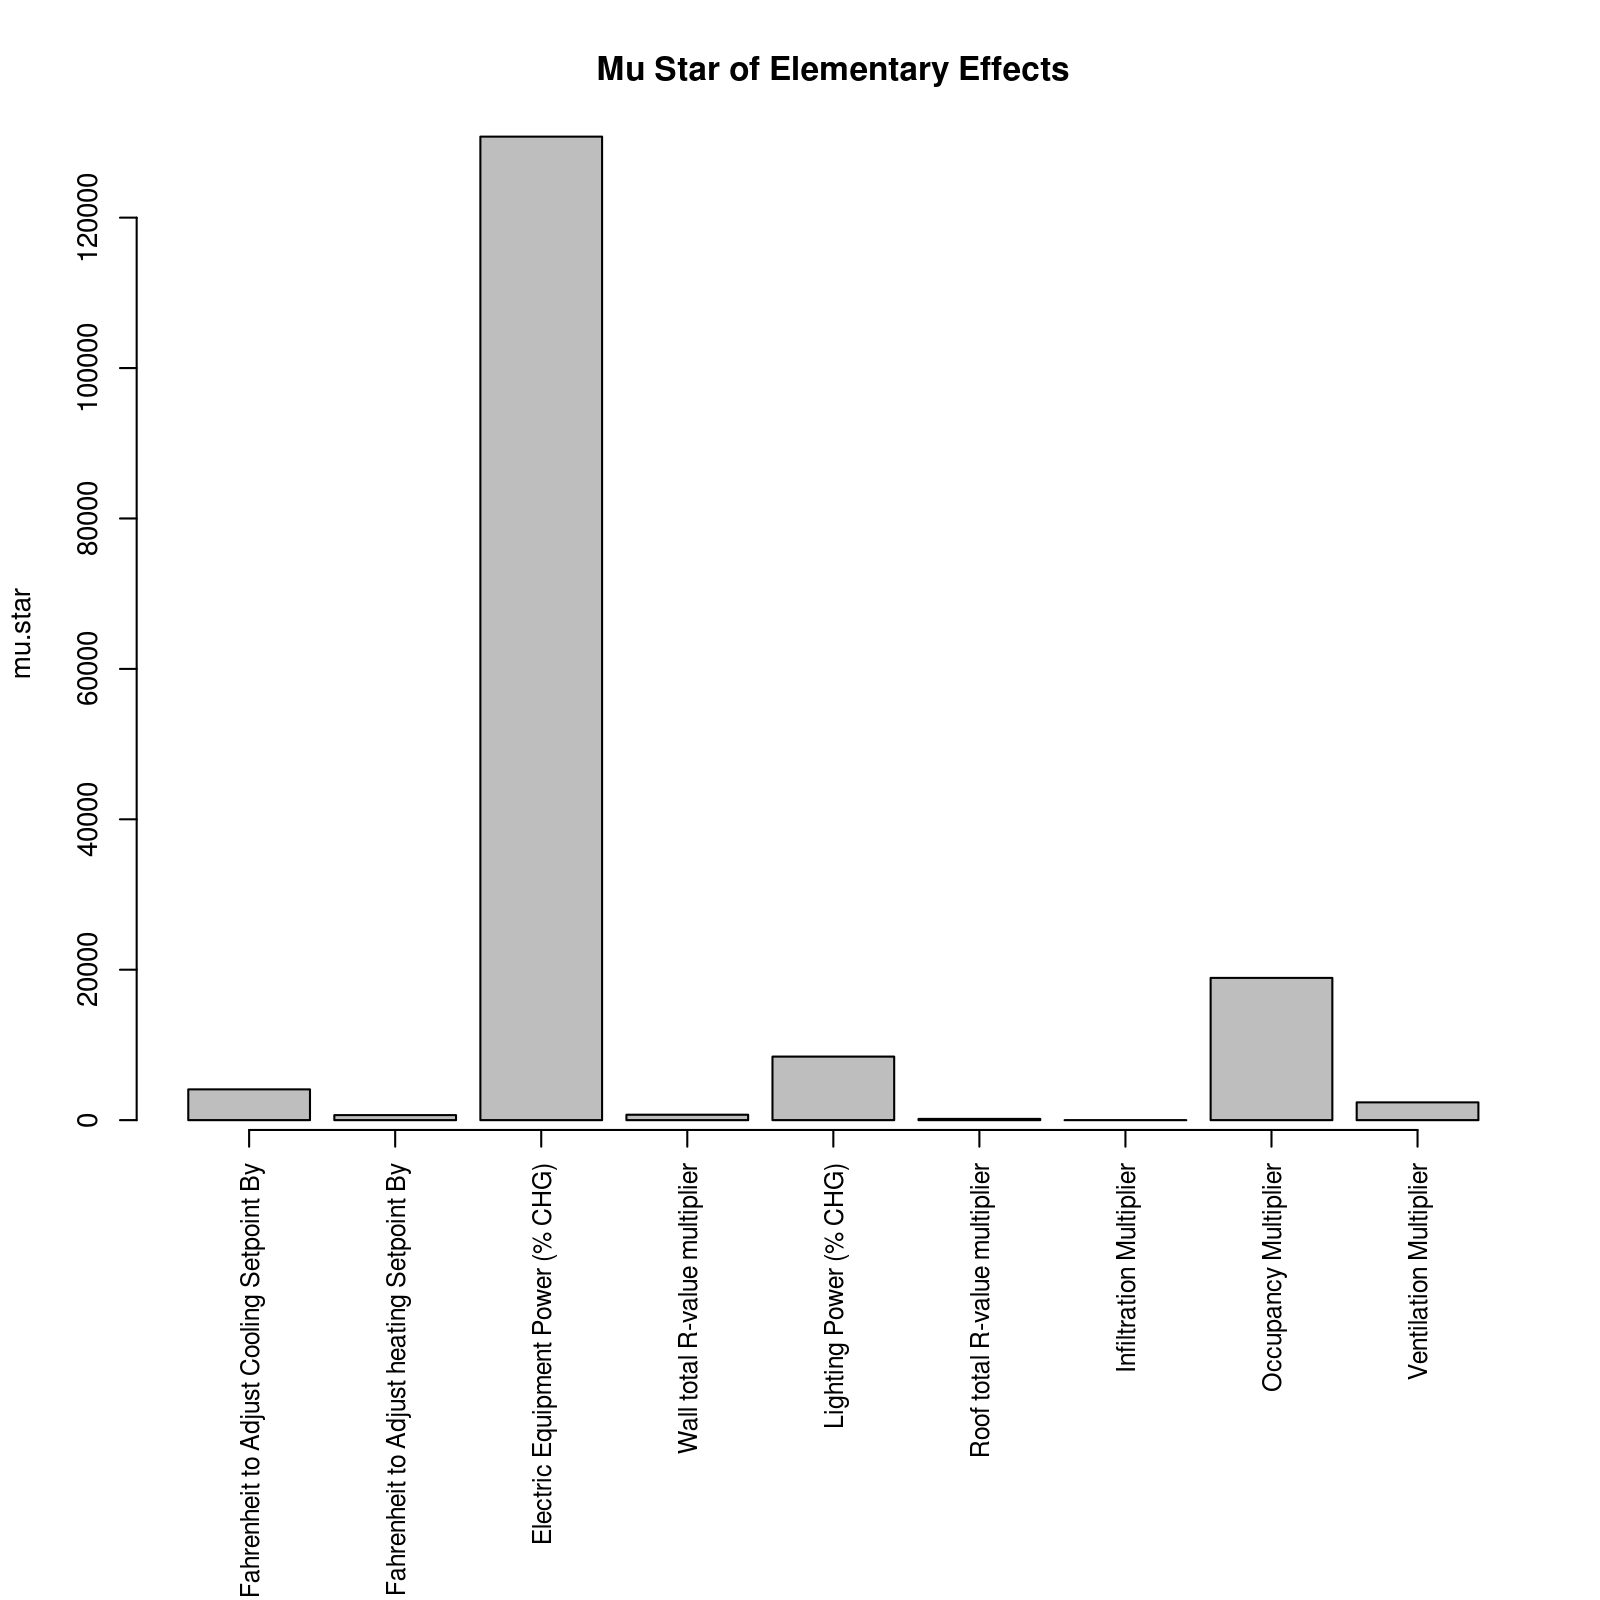 Mu Star of Elementary Effects
mu.star
120000
100000
80000
60000
40000
20000
0
Fahrenheit to Adjust Cooling Setpoint By
Fahrenheit to Adjust heating Setpoint By
Electric Equipment Power (% CHG)
Wall total R-value multiplier
Lighting Power (% CHG)
Roof total R-value multiplier
Infiltration Multiplier
Occupancy Multiplier
Ventilation Multiplier